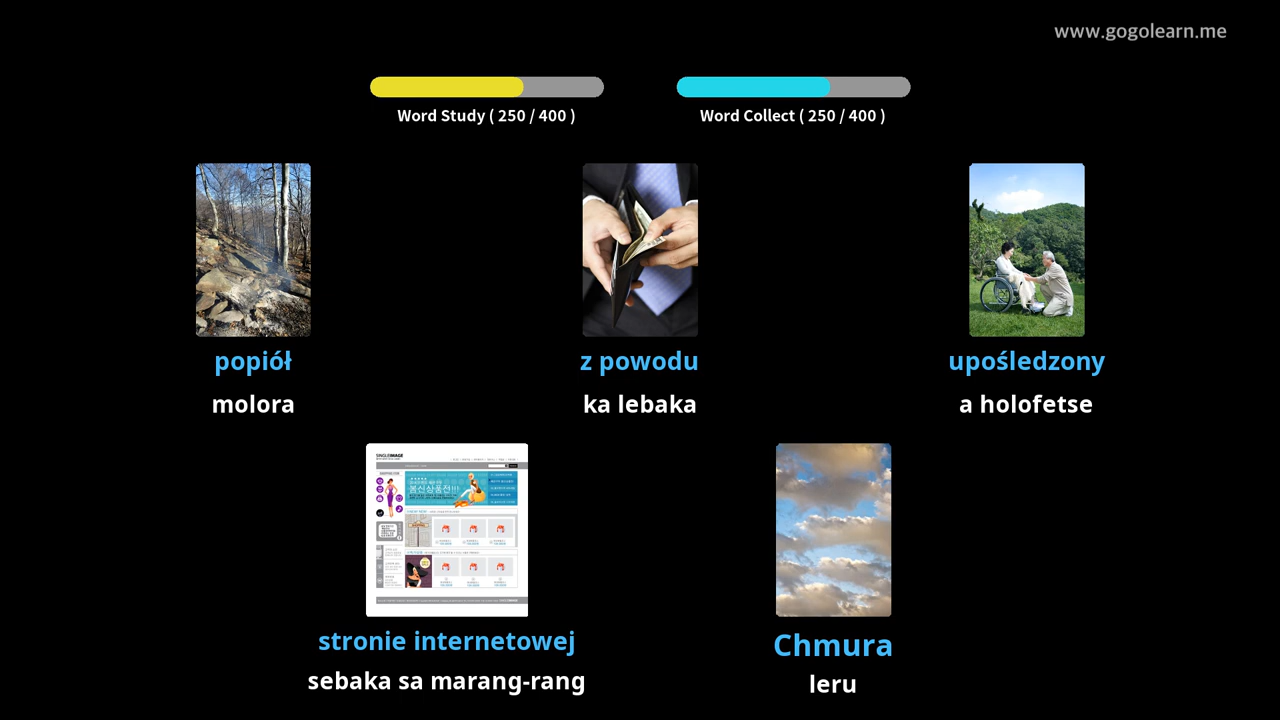 www.gogolearn.me
Word Study ( 250 / 400 )
Word Collect ( 250 / 400 )
popiół
z powodu
upośledzony
molora
ka lebaka
a holofetse
stronie internetowej
Chmura
sebaka sa marang-rang
leru